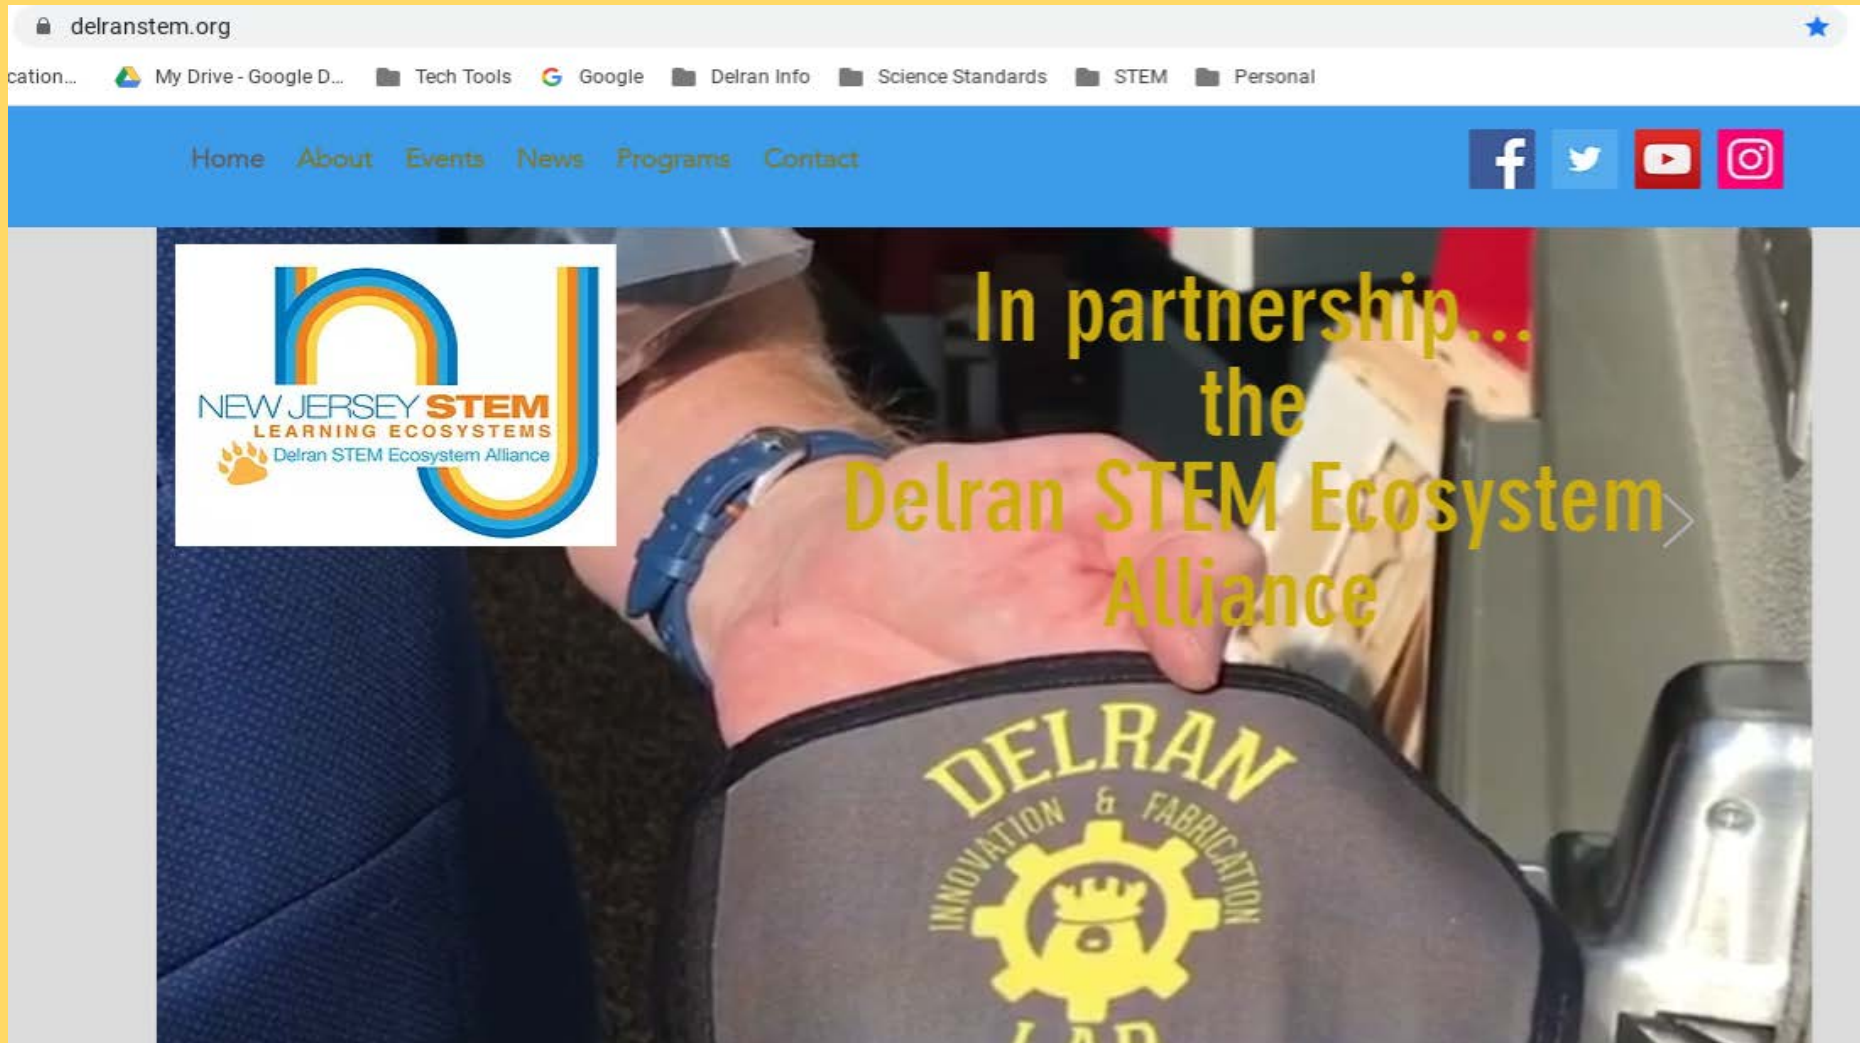 delranstem.org
cation... My Drive - Google D... Tech Tools Google Delran Info Science Standards STEM Personal
Home About Events News Programs Contact
NEW JERSEY STEM
LEARNING ECOSYSTEMS
Delran STEM Ecosystem Alliance
In partnership...
the
Delran STEM Ecosystem
Alliance
DELRAN
INNOVATION & FABRICATION
LAB